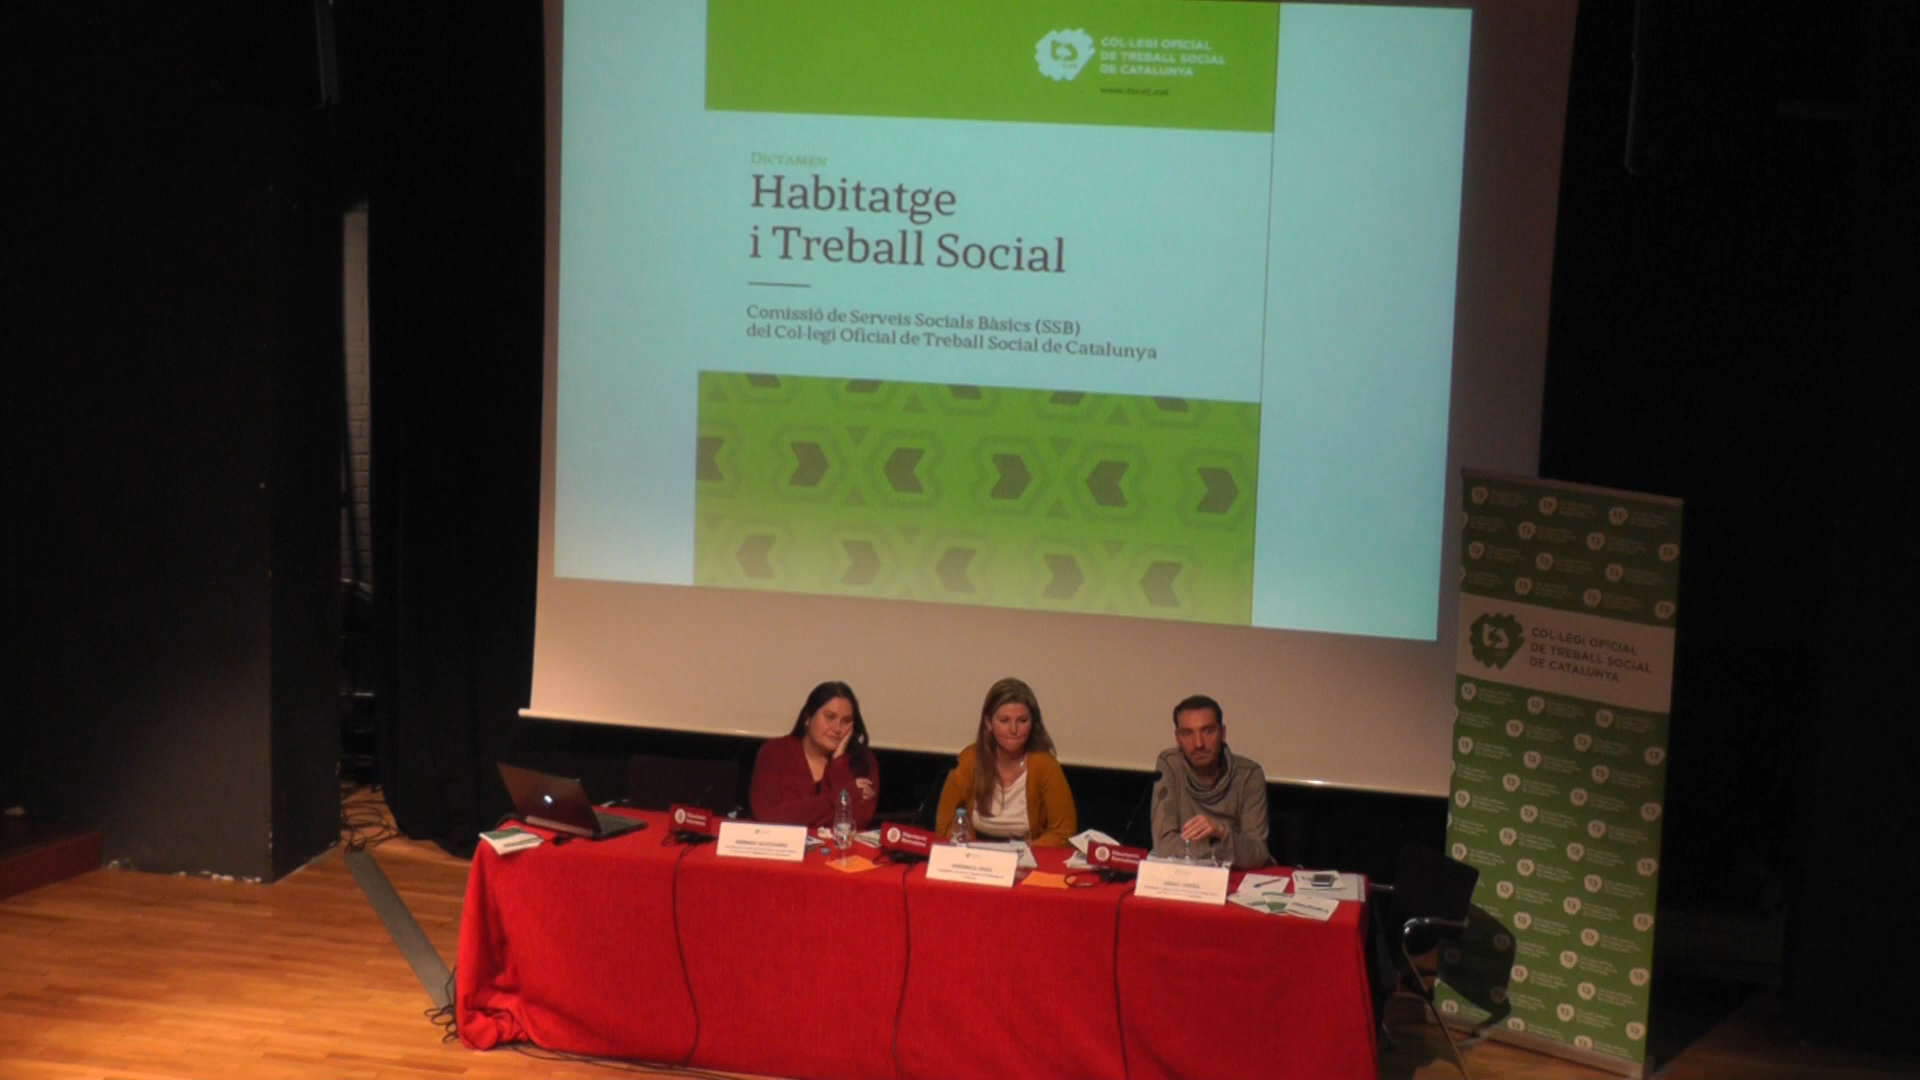 COL·LEGI OFICIAL
DE TREBALL SOCIAL
DE CATALUNYA
www.tscat.cat
DICTAMEN
Habitatge
i Treball Social
Comissió de Serveis Socials Bàsics (SSB)
del Col·legi Oficial de Treball Social de Catalunya
COL·LEGI OFICIAL
DE TREBALL SOCIAL
DE CATALUNYA